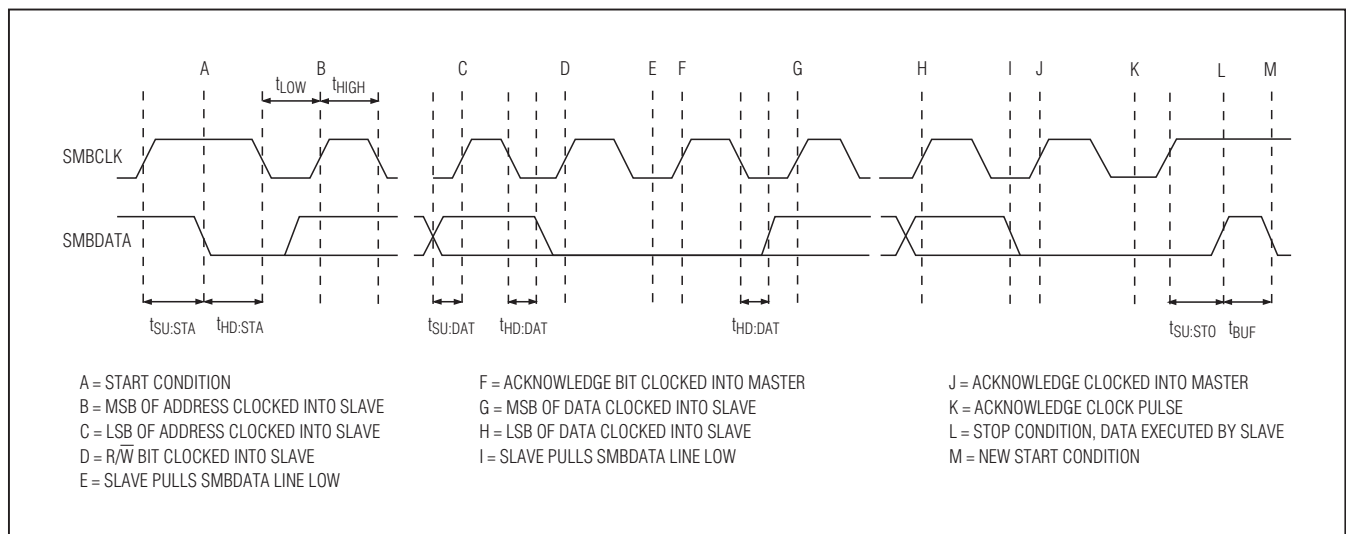 A B C D E F G H I J K L M
tLOW tHIGH
SMBCLK
SMBDATA
tSU:STA tHD:STA tSU:DAT tHD:DAT tHD:DAT tSU:STO tBUF
A = START CONDITION
B = MSB OF ADDRESS CLOCKED INTO SLAVE
C = LSB OF ADDRESS CLOCKED INTO SLAVE
D = R/W̅ BIT CLOCKED INTO SLAVE
E = SLAVE PULLS SMBDATA LINE LOW
F = ACKNOWLEDGE BIT CLOCKED INTO MASTER
G = MSB OF DATA CLOCKED INTO SLAVE
H = LSB OF DATA CLOCKED INTO SLAVE
I = SLAVE PULLS SMBDATA LINE LOW
J = ACKNOWLEDGE CLOCKED INTO MASTER
K = ACKNOWLEDGE CLOCK PULSE
L = STOP CONDITION, DATA EXECUTED BY SLAVE
M = NEW START CONDITION